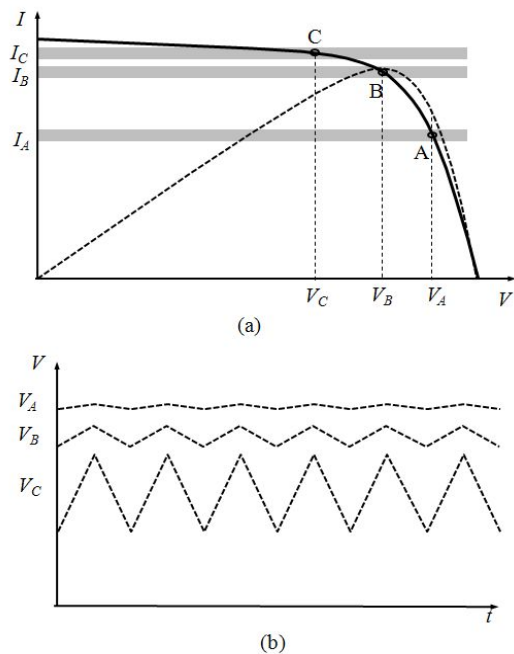 I
C
I_C
I_B
B
I_A
A
V_C V_B V_A V
(a)
V
V_A
V_B
V_C
t
(b)